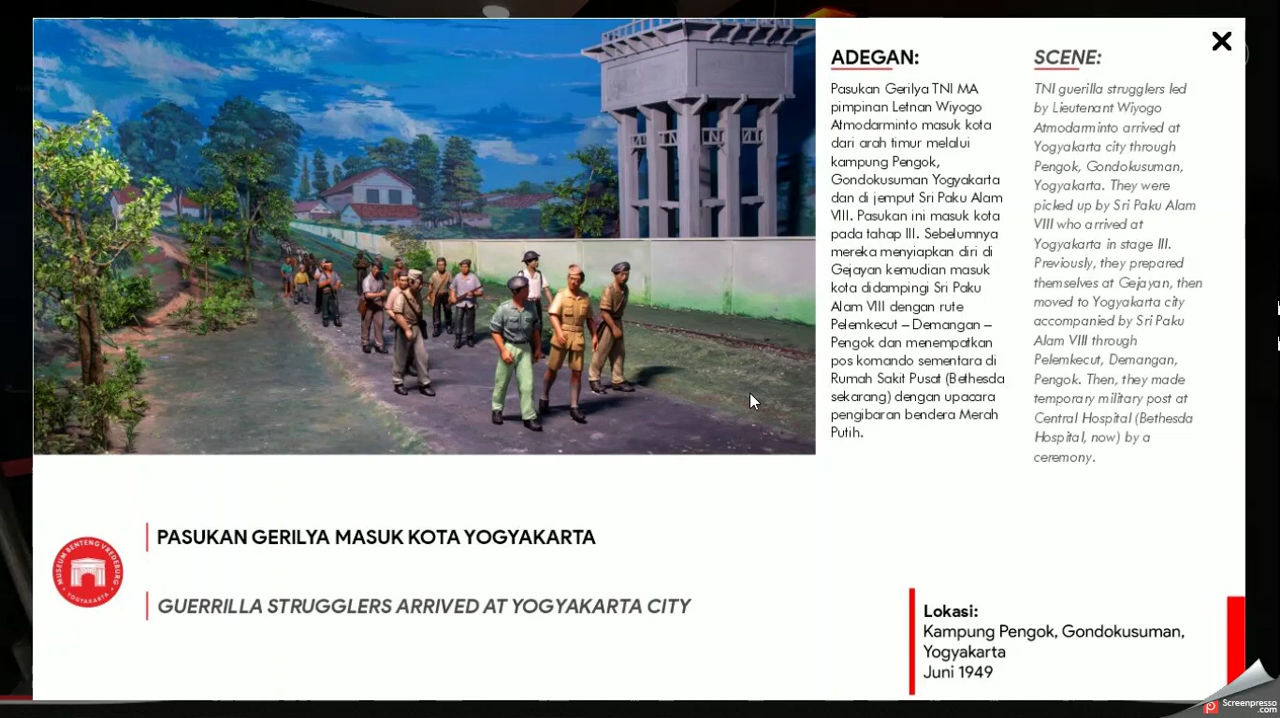 ADEGAN:
Pasukan Gerilya TNI MA
pimpinan Letnan Wiyogo
Atmodarminto masuk kota
dari arah timur melalui
kampung Pengok,
Gondokusuman Yogyakarta
dan di jemput Sri Paku Alam
VIII. Pasukan ini masuk kota
pada tahap III. Sebelumnya
mereka menyiapkan diri di
Gejayan kemudian masuk
kota didampingi Sri Paku
Alam VIII dengan rute
Pelemkecut – Demangan –
Pengok dan menempatkan
pos komando sementara di
Rumah Sakit Pusat (Bethesda
sekarang) dengan upacara
pengibaran bendera Merah
Putih.
SCENE:
TNI guerilla strugglers led
by Lieutenant Wiyogo
Atmodarminto arrived at
Yogyakarta city through
Pengok, Gondokusuman,
Yogyakarta. They were
picked up by Sri Paku Alam
VIII who arrived at
Yogyakarta in stage III.
Previously, they prepared
themselves at Gejayan, then
moved to Yogyakarta city
accompanied by Sri Paku
Alam VIII through
Pelemkecut, Demangan,
Pengok. Then, they made
temporary military post at
Central Hospital (Bethesda
Hospital, now) by a
ceremony.
MUSEUM BENTENG VREDEBURG
YOGYAKARTA
PASUKAN GERILYA MASUK KOTA YOGYAKARTA
GUERRILLA STRUGGLERS ARRIVED AT YOGYAKARTA CITY
Lokasi:
Kampung Pengok, Gondokusuman,
Yogyakarta
Juni 1949
Screenpresso
.com